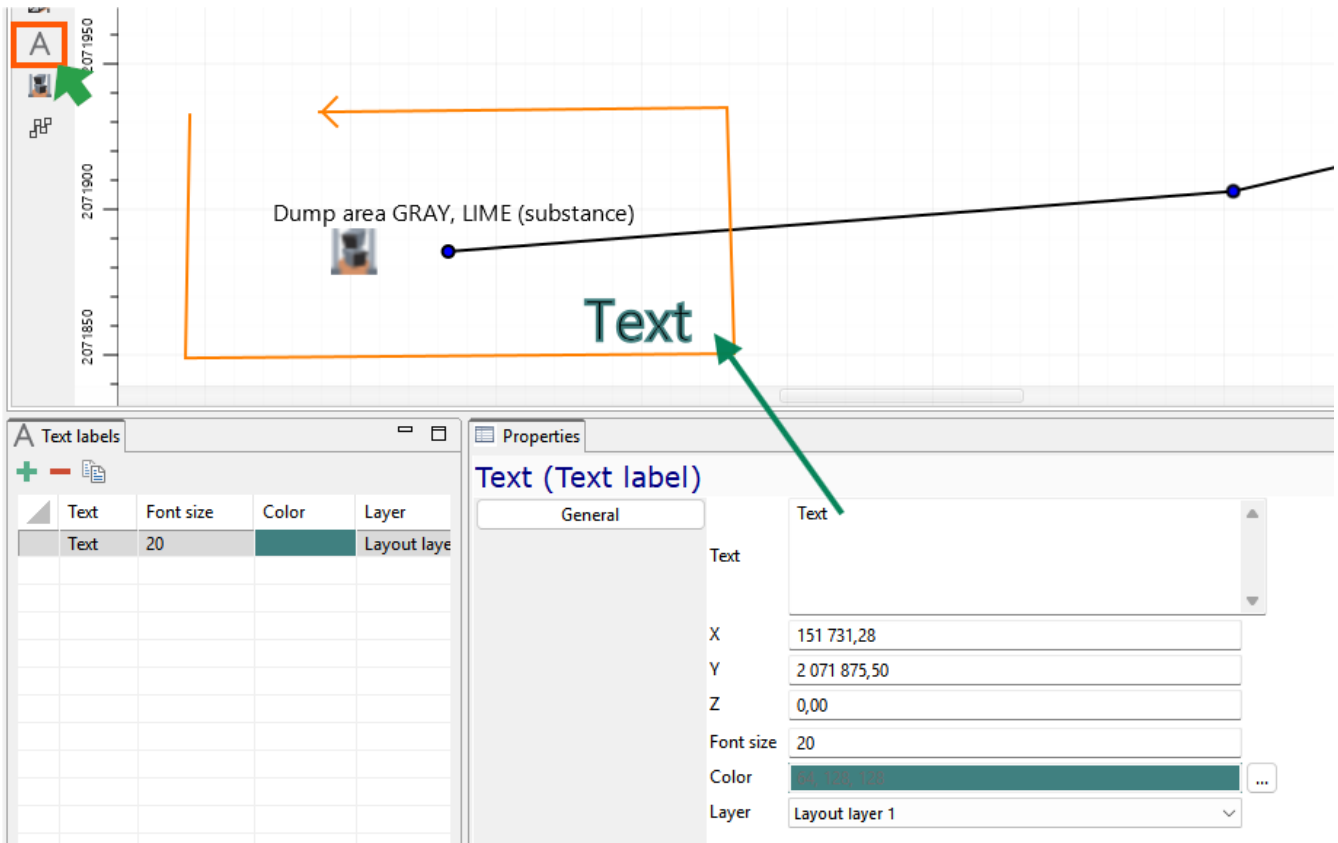 A
2071950
2071900
2071850
Dump area GRAY, LIME (substance)
Text
Text labels
Text Font size Color Layer
Text 20 Layout laye
Properties
Text (Text label)
General
Text
Text
X 151 731,28
Y 2 071 875,50
Z 0,00
Font size 20
Color
...
Layer Layout layer 1